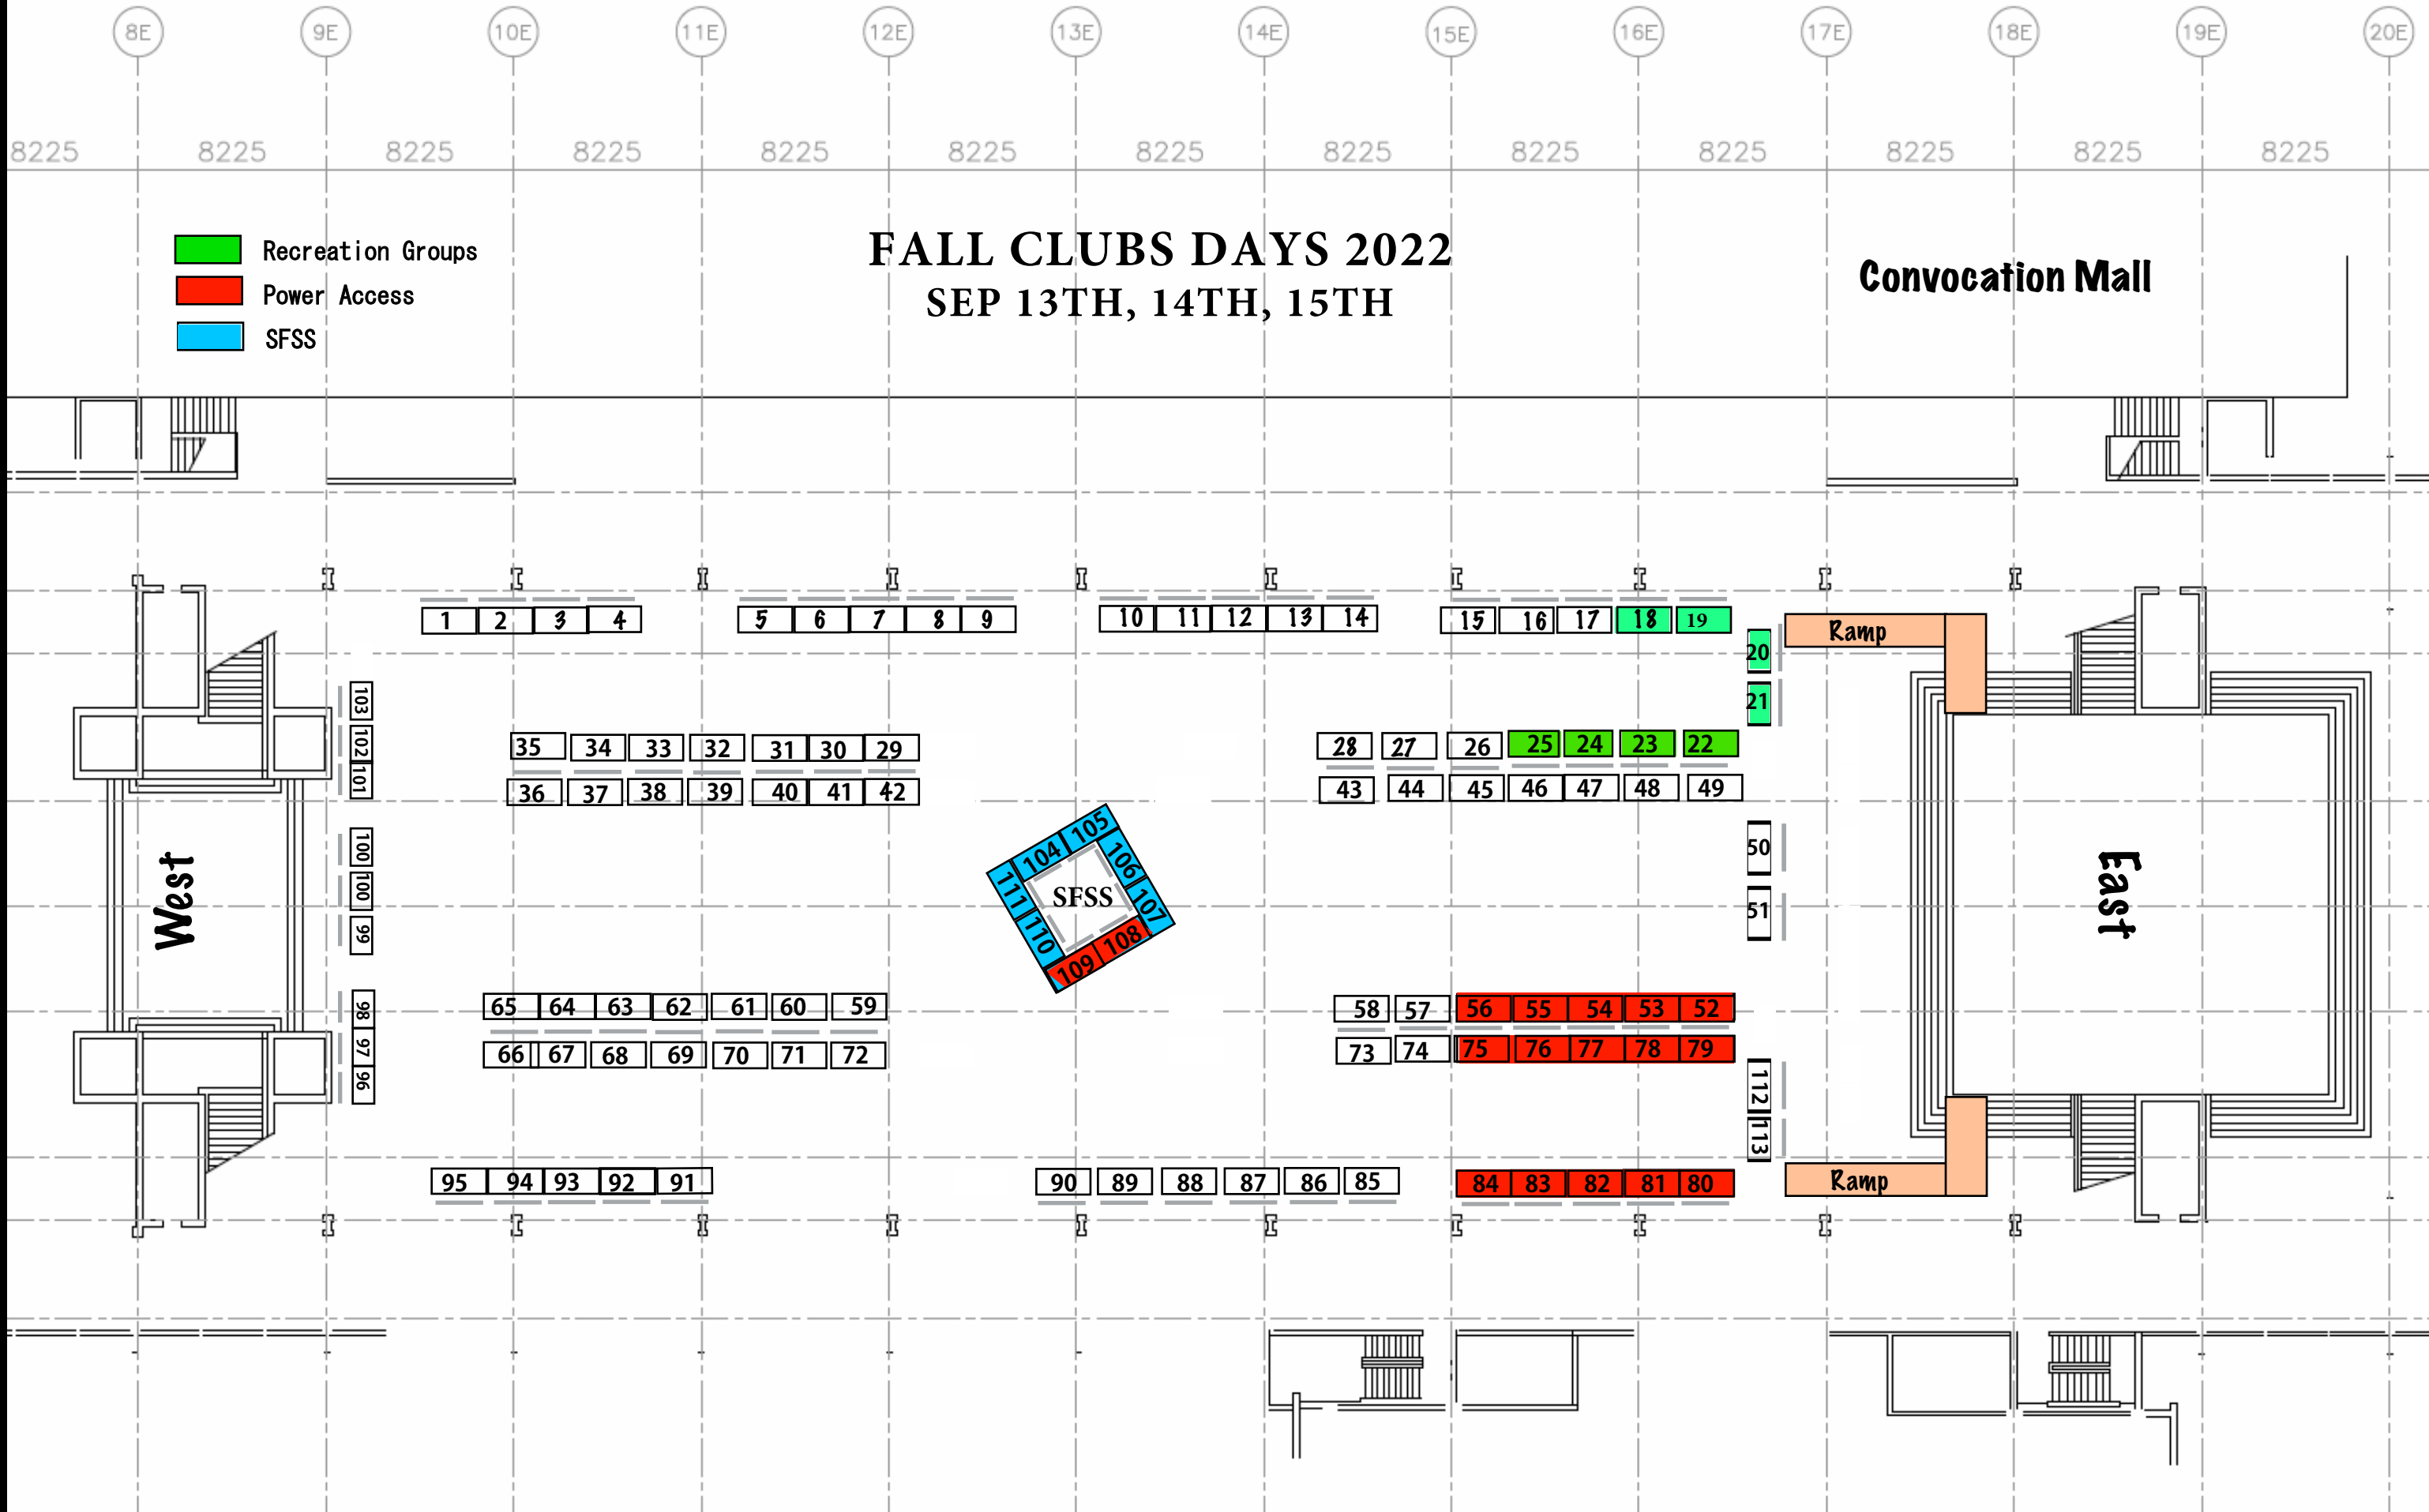 8E 9E 10E 11E 12E 13E 14E 15E 16E 17E 18E 19E 20E
8225 8225 8225 8225 8225 8225 8225 8225 8225 8225 8225 8225 8225
FALL CLUBS DAYS 2022
SEP 13TH, 14TH, 15TH
Recreation Groups
Power Access
SFSS
Convocation Mall
1 2 3 4 5 6 7 8 9 10 11 12 13 14 15 16 17 18 19
Ramp
20
21
103
102
101
35 34 33 32 31 30 29 28 27 26 25 24 23 22
36 37 38 39 40 41 42 43 44 45 46 47 48 49
100
100
99
West
104 105
106
107
108
109
110
111
SFSS
50
51
East
98
97
96
65 64 63 62 61 60 59 58 57 56 55 54 53 52
66 67 68 69 70 71 72 73 74 75 76 77 78 79
112
113
95 94 93 92 91 90 89 88 87 86 85 84 83 82 81 80
Ramp